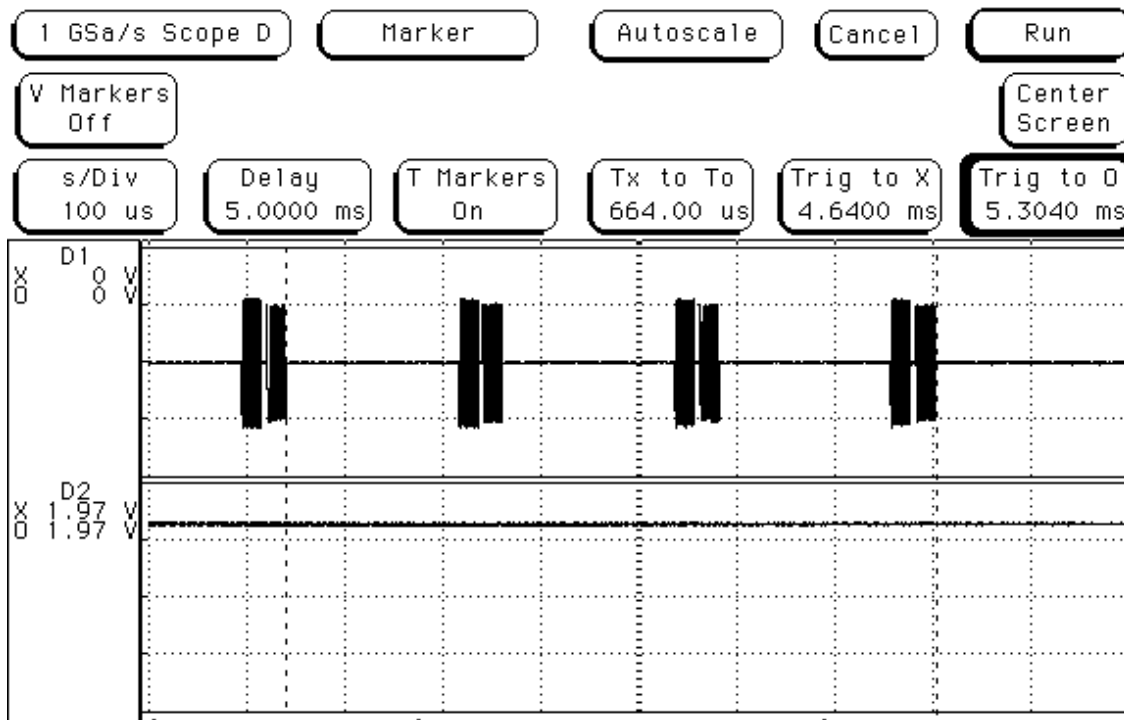 1 GSa/s Scope D
Marker
Autoscale
Cancel
Run
V Markers
Off
Center
Screen
s/Div
100 us
Delay
5.0000 ms
T Markers
On
Tx to To
664.00 us
Trig to X
4.6400 ms
Trig to O
5.3040 ms
D1
X 0 V
O 0 V
D2
X 1.97 V
O 1.97 V